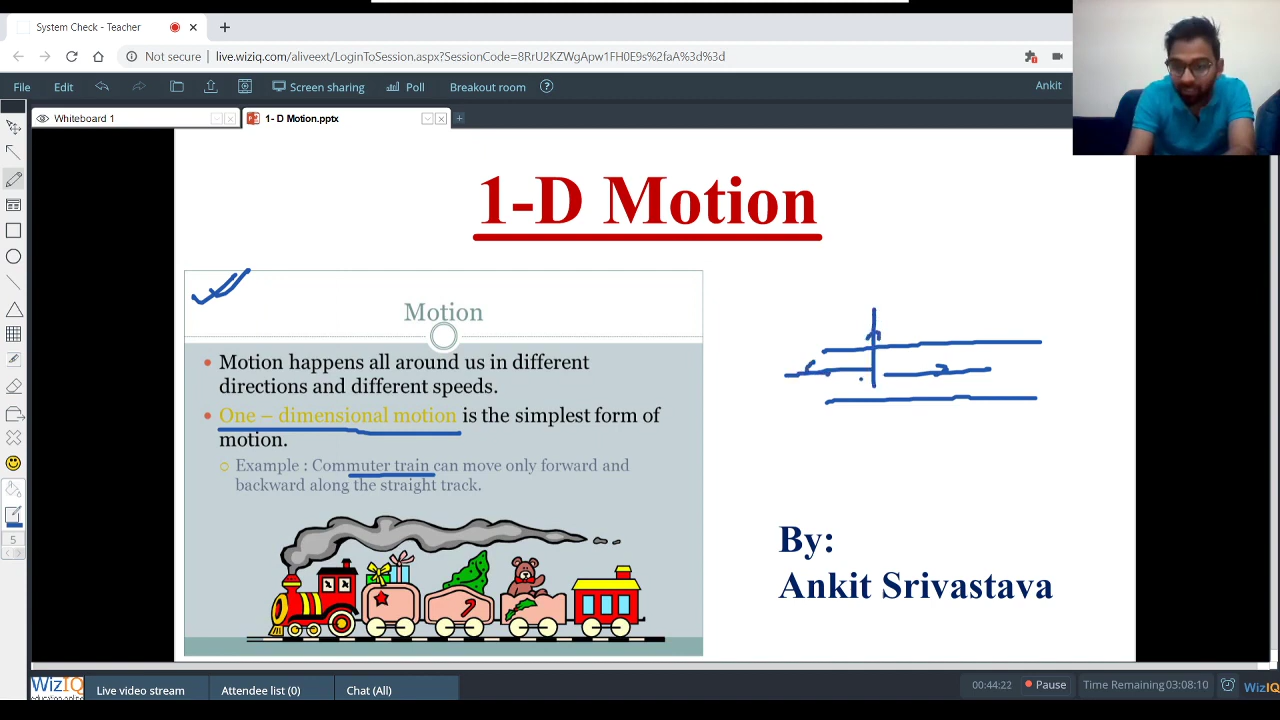 System Check - Teacher
Not secure
live.wiziq.com/aliveext/LoginToSession.aspx?SessionCode=8RrU2KZWgApw1FH0E9s%2faA%3d%3d
File Edit Screen sharing Poll Breakout room Ankit
Whiteboard 1 1- D Motion.pptx
1-D Motion
Motion
Motion happens all around us in different
directions and different speeds.
One – dimensional motion is the simplest form of
motion.
Example : Commuter train can move only forward and
backward along the straight track.
By:
Ankit Srivastava
5
WizIQ
education.online
Live video stream Attendee list (0) Chat (All) 00:44:22 Pause Time Remaining 03:08:10 WizIQ